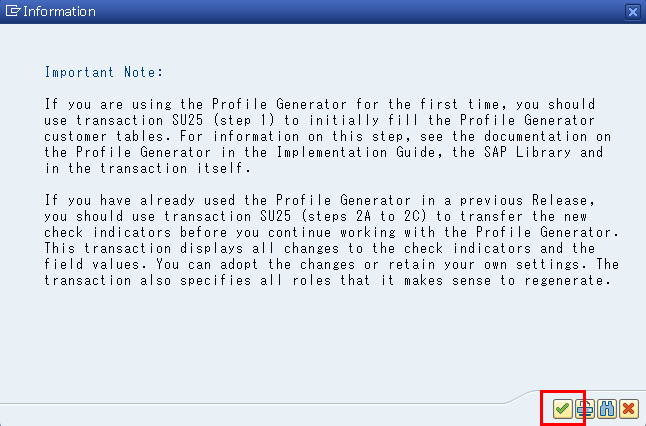 Information
Important Note:
If you are using the Profile Generator for the first time, you should
use transaction SU25 (step 1) to initially fill the Profile Generator
customer tables. For information on this step, see the documentation on
the Profile Generator in the Implementation Guide, the SAP Library and
in the transaction itself.
If you have already used the Profile Generator in a previous Release,
you should use transaction SU25 (steps 2A to 2C) to transfer the new
check indicators before you continue working with the Profile Generator.
This transaction displays all changes to the check indicators and the
field values. You can adopt the changes or retain your own settings. The
transaction also specifies all roles that it makes sense to regenerate.